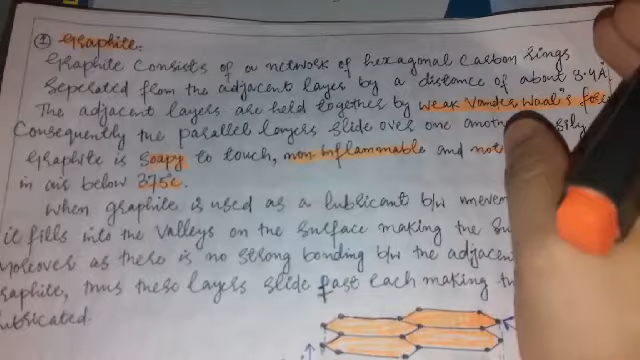 ① Graphite:
Graphite consists of a network of hexagonal carbon rings
Seperated from the adjacent layer by a distance of about 3.4Å
The adjacent layers are held together by weak Vander Waal's force
Consequently the parallel layers slide over one
Graphite is soapy to touch, non-inflammable and not
in air below 375c.
When graphite is used as a lubricant b/w
it fills into the valleys on the surface making the
Moreover as there is no strong bonding b/w the adjacent
graphite, thus these layers slide past each making
lubricated.